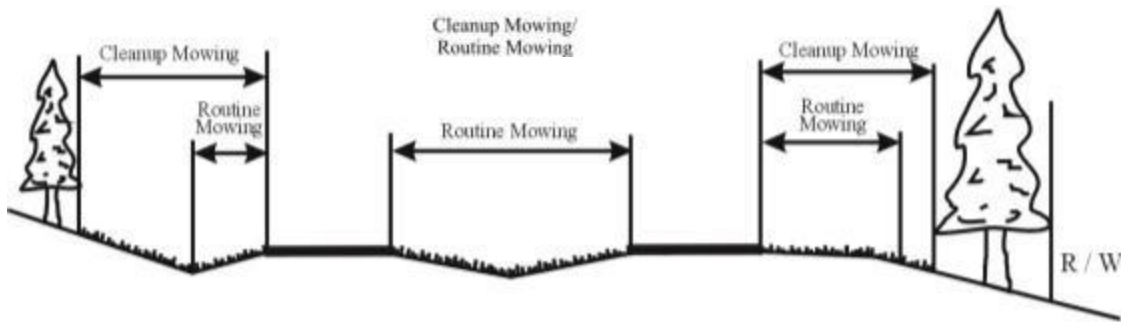 Cleanup Mowing/
Routine Mowing
Cleanup Mowing
Routine
Mowing
Routine Mowing
Cleanup Mowing
Routine
Mowing
R / W